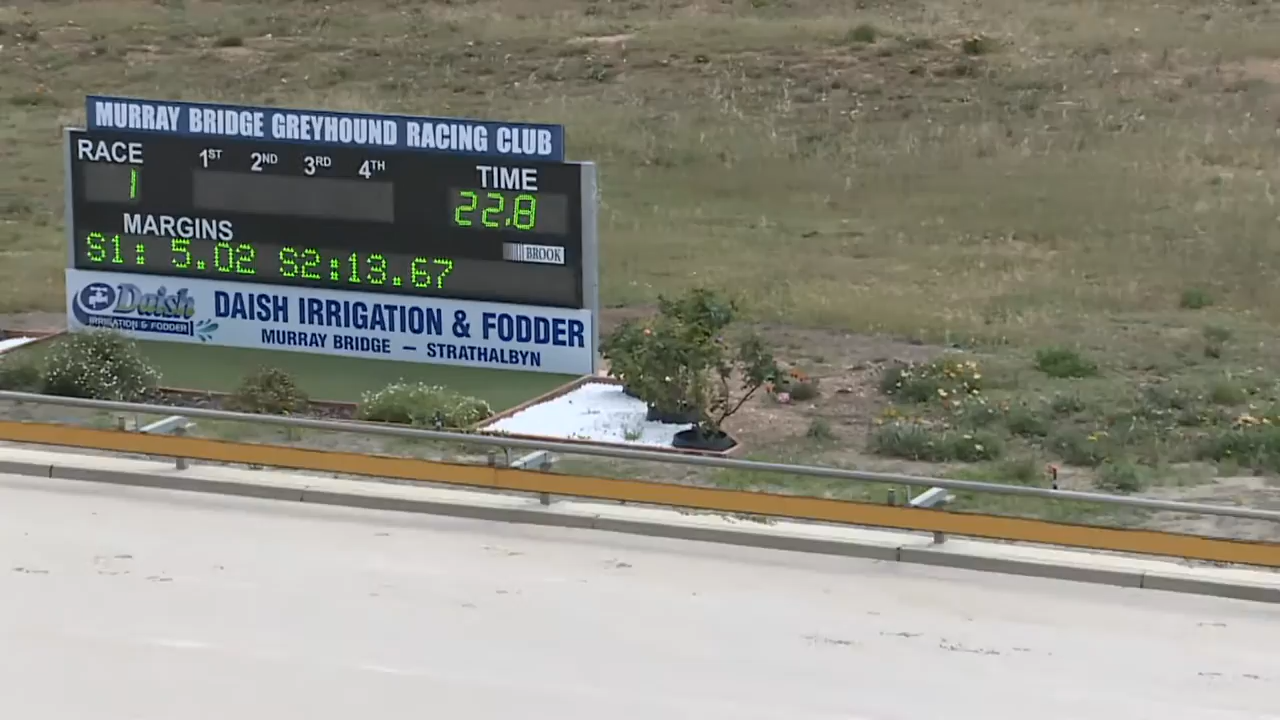 MURRAY BRIDGE GREYHOUND RACING CLUB
RACE 1ST 2ND 3RD 4TH TIME
1 22.8
MARGINS
BROOK
S1: 5.02 S2:13.67
Daish
IRRIGATION & FODDER
DAISH IRRIGATION & FODDER
MURRAY BRIDGE – STRATHALBYN